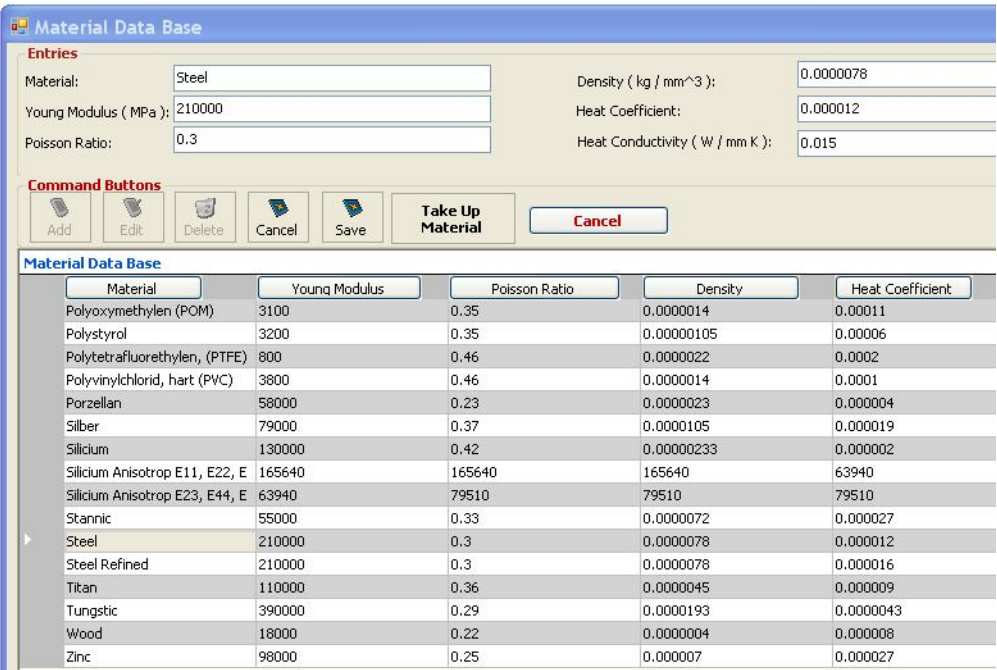 Material Data Base
Entries
Material: Steel Density ( kg / mm^3 ): 0.0000078
Young Modulus ( MPa ): 210000 Heat Coefficient: 0.000012
Poisson Ratio: 0.3 Heat Conductivity ( W / mm K ): 0.015
Command Buttons
Add Edit Delete Cancel Save Take Up Material Cancel
Material Data Base
Material Young Modulus Poisson Ratio Density Heat Coefficient
Polyoxymethylen (POM) 3100 0.35 0.0000014 0.00011
Polystyrol 3200 0.35 0.00000105 0.00006
Polytetrafluorethylen, (PTFE) 800 0.46 0.0000022 0.0002
Polyvinylchlorid, hart (PVC) 3800 0.46 0.0000014 0.0001
Porzellan 58000 0.23 0.0000023 0.000004
Silber 79000 0.37 0.0000105 0.000019
Silicium 130000 0.42 0.00000233 0.000002
Silicium Anisotrop E11, E22, E 165640 165640 165640 63940
Silicium Anisotrop E23, E44, E 63940 79510 79510 79510
Stannic 55000 0.33 0.0000072 0.000027
Steel 210000 0.3 0.0000078 0.000012
Steel Refined 210000 0.3 0.0000078 0.000016
Titan 110000 0.36 0.0000045 0.000009
Tungstic 390000 0.29 0.0000193 0.0000043
Wood 18000 0.22 0.0000004 0.000008
Zinc 98000 0.25 0.000007 0.000027